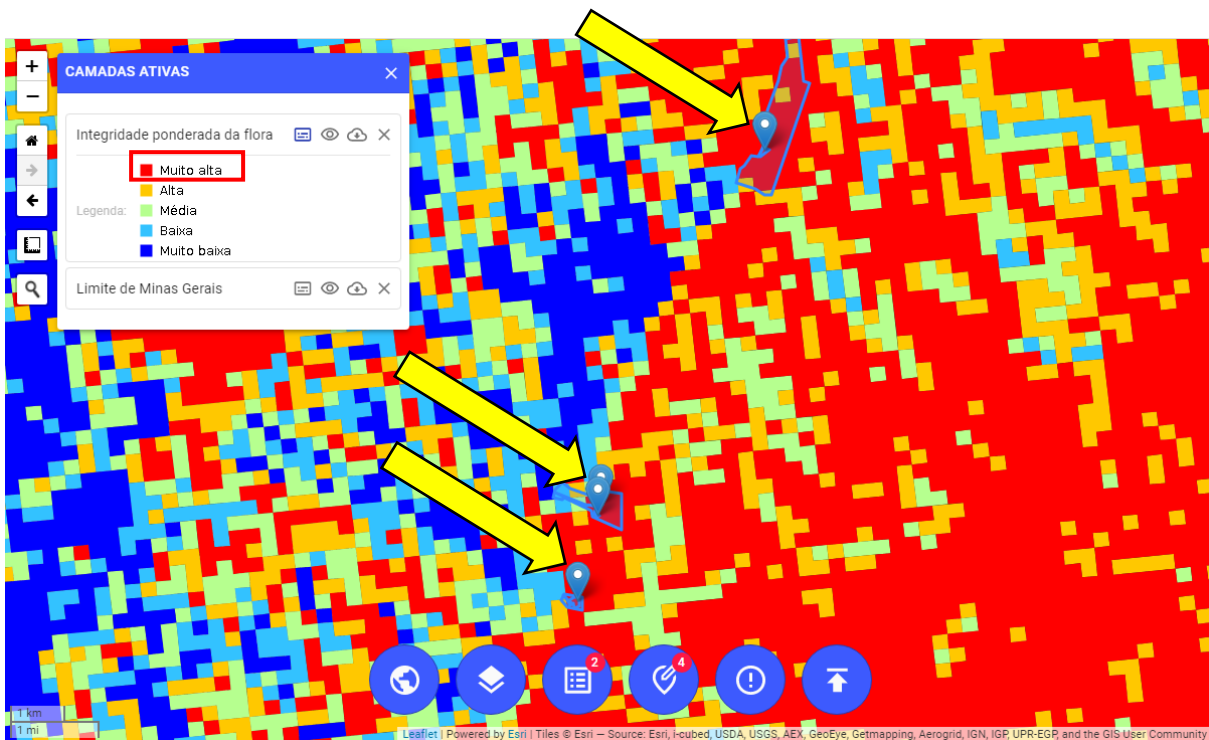 +
CAMADAS ATIVAS
−
Integridade ponderada da flora
Muito alta
Alta
Legenda:
Média
Baixa
Muito baixa
Limite de Minas Gerais
2
4
1 km
1 mi
Leaflet | Powered by Esri | Tiles © Esri — Source: Esri, i-cubed, USDA, USGS, AEX, GeoEye, Getmapping, Aerogrid, IGN, IGP, UPR-EGP, and the GIS User Community